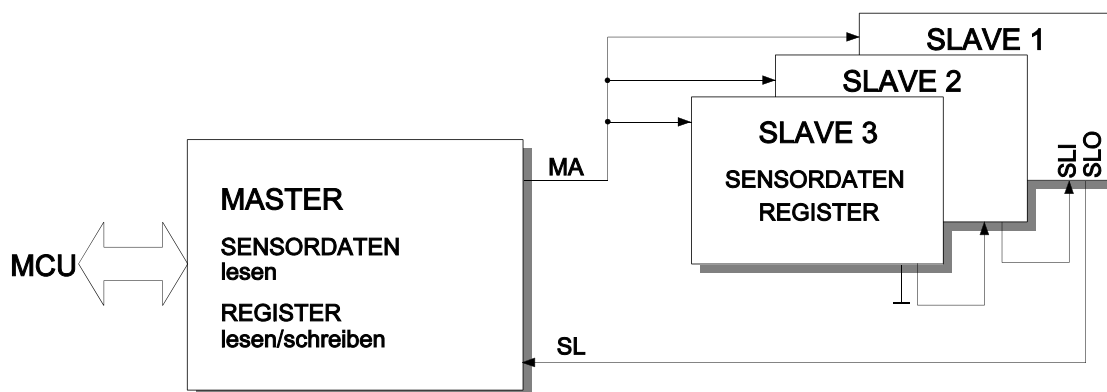 SLAVE 1
SLAVE 2
SLAVE 3
SENSORDATEN
REGISTER
SLI
SLO
MA
MASTER
SENSORDATEN
lesen
REGISTER
lesen/schreiben
MCU
SL